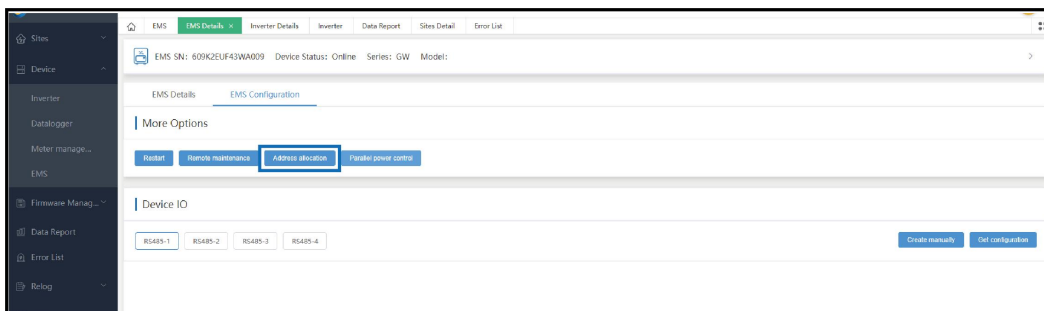 EMS EMS Details × Inverter Details Inverter Data Report Sites Detail Error List
Sites
EMS SN: 609K2EUF43WA009 Device Status: Online Series: GW Model:
Device
Inverter
Datalogger
Meter manage...
EMS
Firmware Manag...
Data Report
Error List
Relog
EMS Details EMS Configuration
More Options
Restart Remote maintenance Address allocation Parallel power control
Device IO
RS485-1 RS485-2 RS485-3 RS485-4 Create manually Get configuration